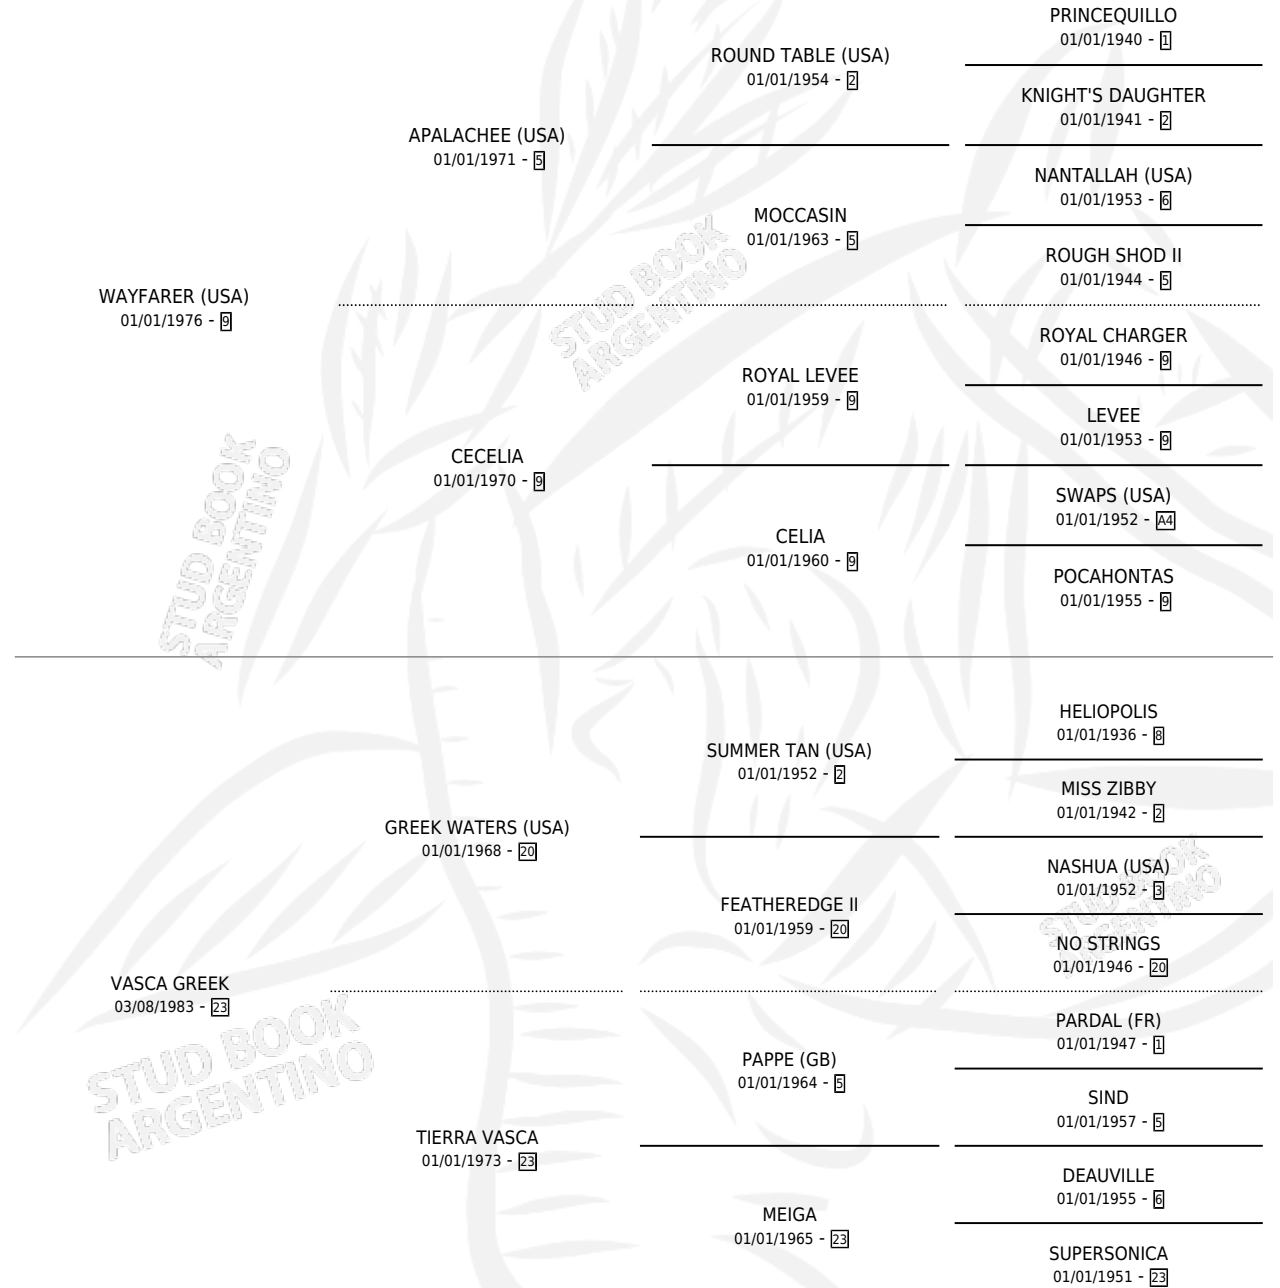 PRINCEQUILLO
01/01/1940 - 1
ROUND TABLE (USA)
01/01/1954 - 2
KNIGHT'S DAUGHTER
01/01/1941 - 2
APALACHEE (USA)
01/01/1971 - 5
NANTALLAH (USA)
01/01/1953 - 6
MOCCASIN
01/01/1963 - 5
ROUGH SHOD II
01/01/1944 - 5
WAYFARER (USA)
01/01/1976 - 9
STUD BOOK
ARGENTINO
ROYAL CHARGER
01/01/1946 - 9
ROYAL LEVEE
01/01/1959 - 9
LEVEE
01/01/1953 - 9
CECELIA
01/01/1970 - 9
SWAPS (USA)
01/01/1952 - A4
CELIA
01/01/1960 - 9
POCAHONTAS
01/01/1955 - 9
STUD BOOK
ARGENTINO
HELIOPOLIS
01/01/1936 - 8
SUMMER TAN (USA)
01/01/1952 - 2
MISS ZIBBY
01/01/1942 - 2
GREEK WATERS (USA)
01/01/1968 - 20
NASHUA (USA)
01/01/1952 - 3
FEATHEREDGE II
01/01/1959 - 20
STUD BOOK
ARGENTINO
NO STRINGS
01/01/1946 - 20
VASCA GREEK
03/08/1983 - 23
STUD BOOK
ARGENTINO
PARDAL (FR)
01/01/1947 - 1
PAPPE (GB)
01/01/1964 - 5
SIND
01/01/1957 - 5
TIERRA VASCA
01/01/1973 - 23
DEAUVILLE
01/01/1955 - 6
MEIGA
01/01/1965 - 23
SUPERSONICA
01/01/1951 - 23